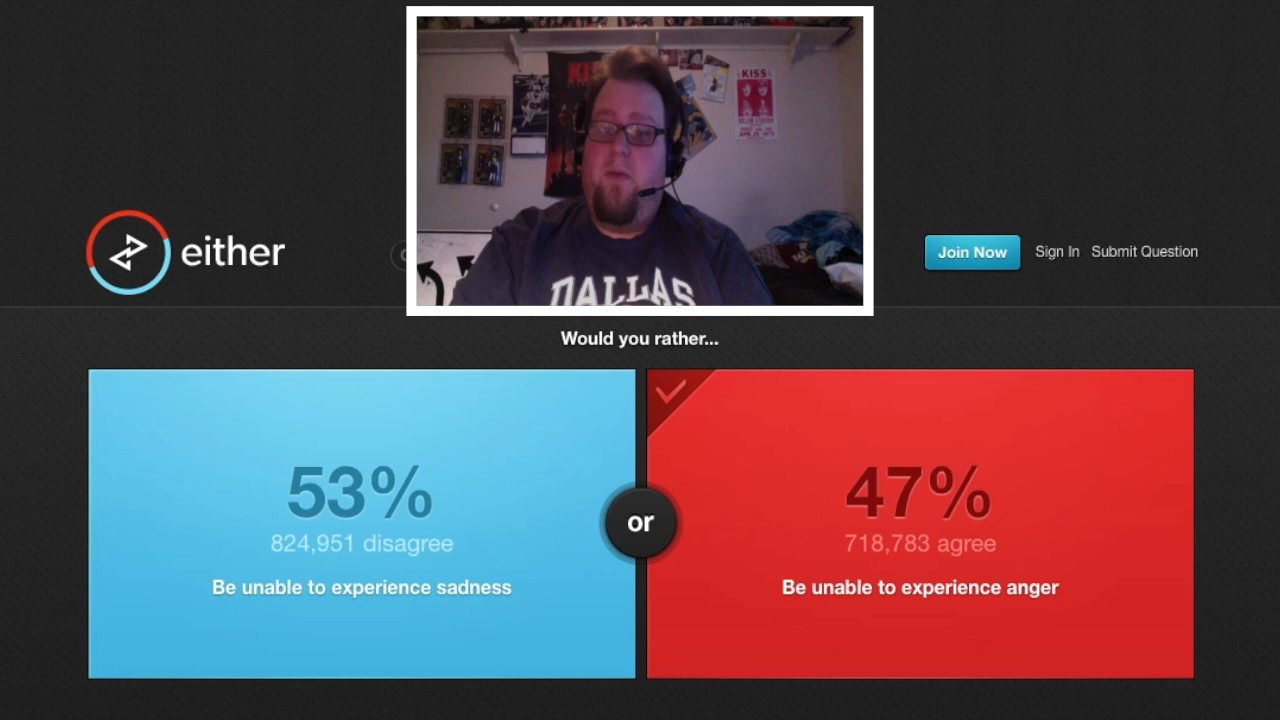 KISS
KISS
DALLAS
either
Join Now
Sign In
Submit Question
Would you rather...
53%
824,951 disagree
Be unable to experience sadness
or
47%
718,783 agree
Be unable to experience anger